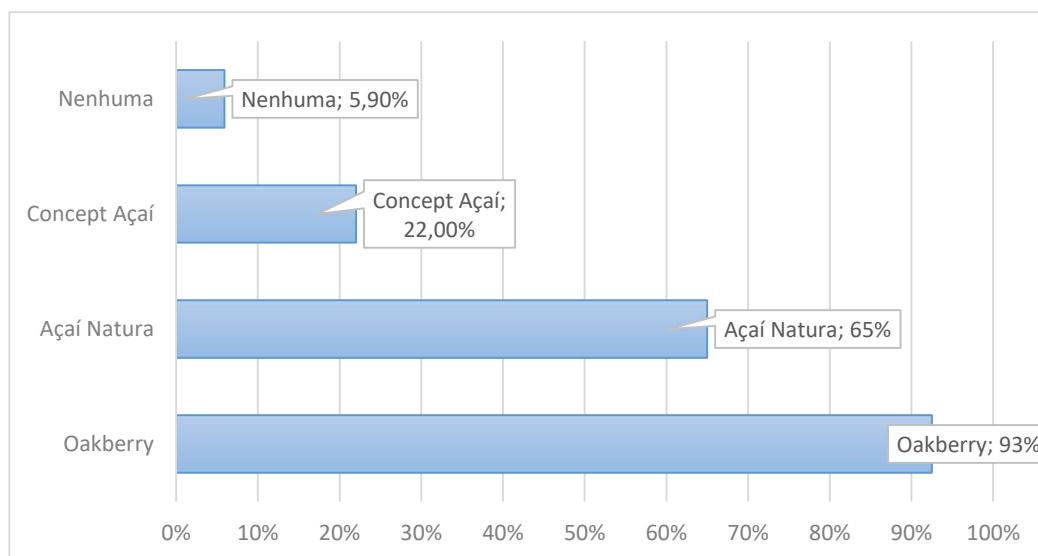 Nenhuma
Nenhuma; 5,90%
Concept Açaí
Concept Açaí;
22,00%
Açaí Natura
Açaí Natura; 65%
Oakberry
Oakberry; 93%
0% 10% 20% 30% 40% 50% 60% 70% 80% 90% 100%